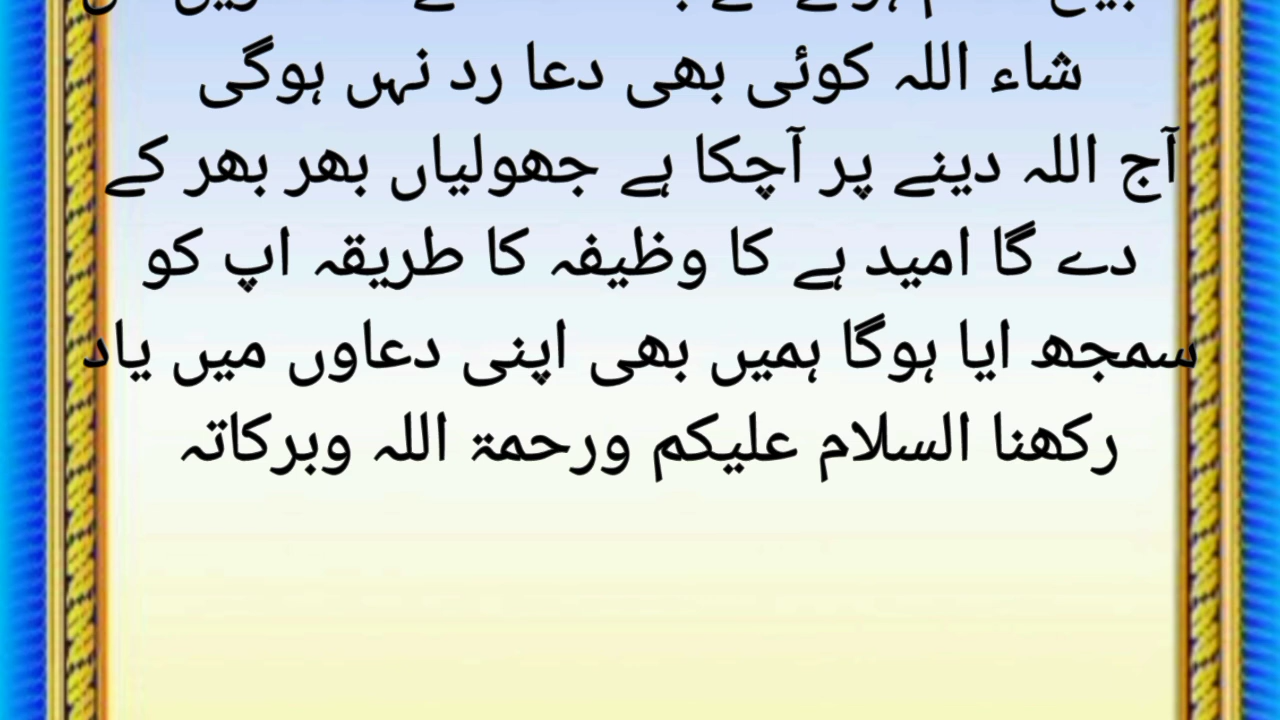 شاء اللہ کوئی بھی دعا رد نہں ہوگی
آج اللہ دینے پر آچکا ہے جھولیاں بھر بھر کے
دے گا امید ہے کا وظیفہ کا طریقہ اپ کو
سمجھ ایا ہوگا ہمیں بھی اپنی دعاوں میں یاد
رکھنا السلام علیکم ورحمۃ اللہ وبرکاتہ